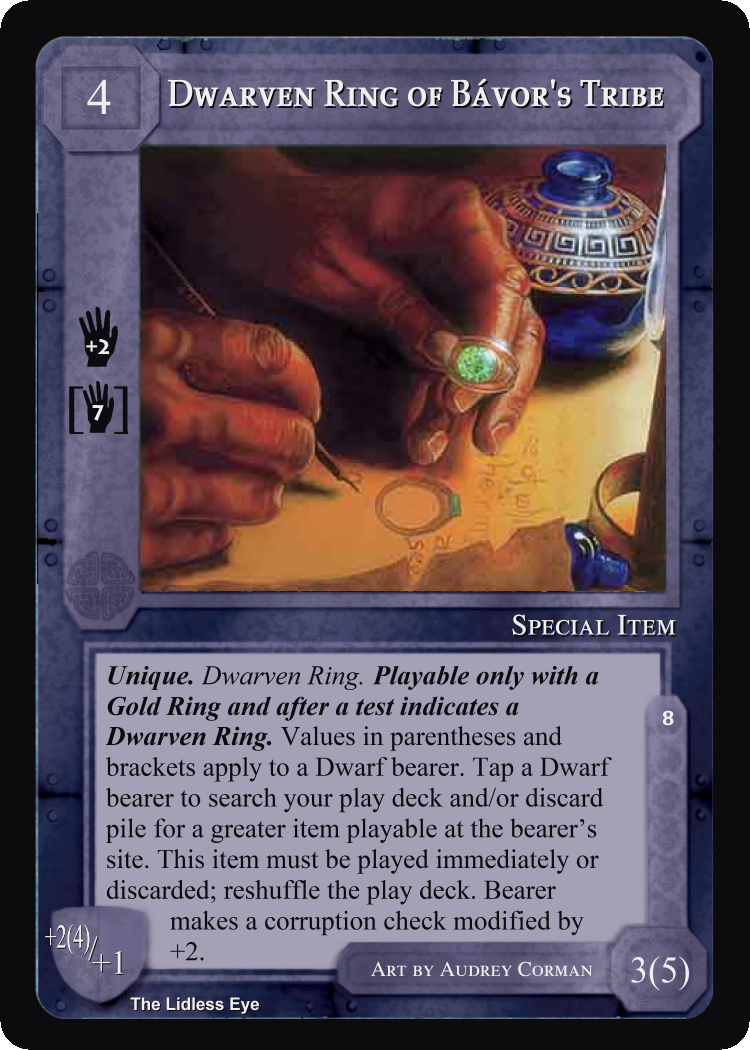 4
Dwarven Ring of Bávor's Tribe
+2
[7]
Special Item
Unique. Dwarven Ring. Playable only with a
Gold Ring and after a test indicates a
Dwarven Ring. Values in parentheses and
brackets apply to a Dwarf bearer. Tap a Dwarf
bearer to search your play deck and/or discard
pile for a greater item playable at the bearer's
site. This item must be played immediately or
discarded; reshuffle the play deck. Bearer
makes a corruption check modified by
+2.
8
+2(4)/+1
Art by Audrey Corman
3(5)
The Lidless Eye